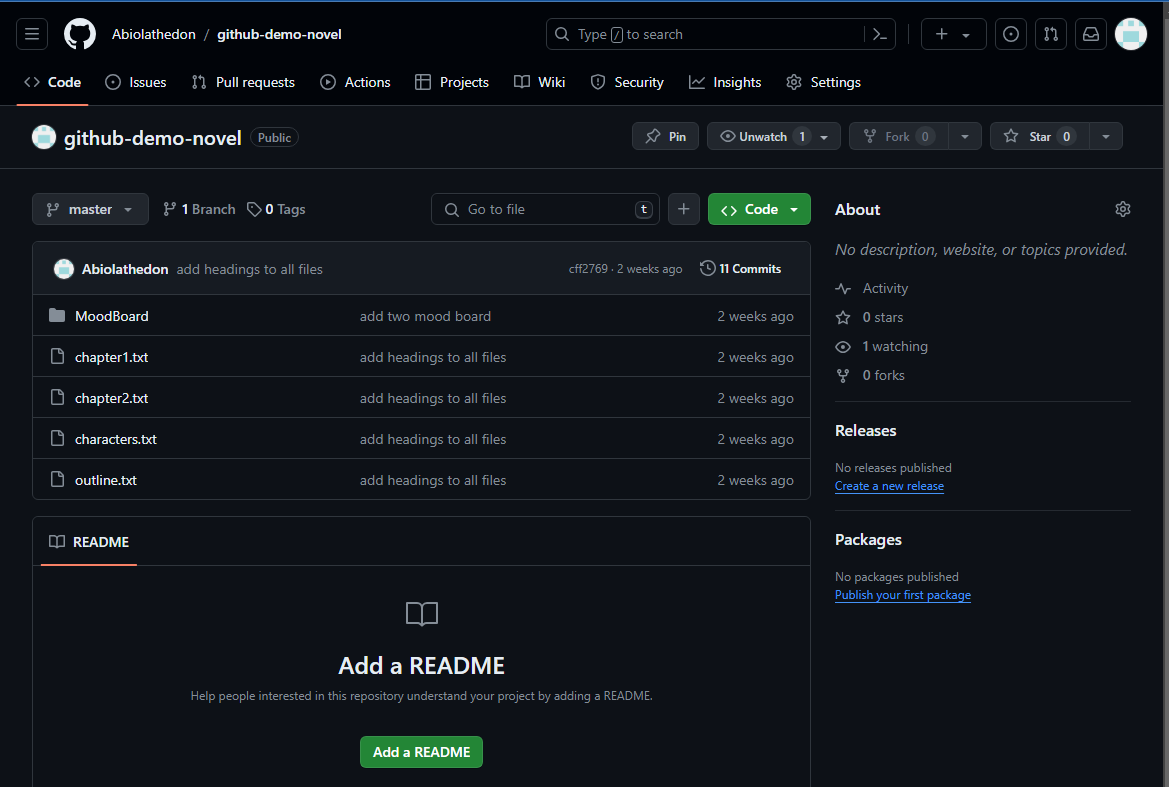 Abiolathedon / github-demo-novel Type / to search
Code Issues Pull requests Actions Projects Wiki Security Insights Settings
github-demo-novel Public Pin Unwatch 1 Fork 0 Star 0
master 1 Branch 0 Tags Go to file t Code
Abiolathedon add headings to all files cff2769 · 2 weeks ago 11 Commits
MoodBoard add two mood board 2 weeks ago
chapter1.txt add headings to all files 2 weeks ago
chapter2.txt add headings to all files 2 weeks ago
characters.txt add headings to all files 2 weeks ago
outline.txt add headings to all files 2 weeks ago
README
Add a README
Help people interested in this repository understand your project by adding a README.
Add a README
About
No description, website, or topics provided.
Activity
0 stars
1 watching
0 forks
Releases
No releases published
Create a new release
Packages
No packages published
Publish your first package